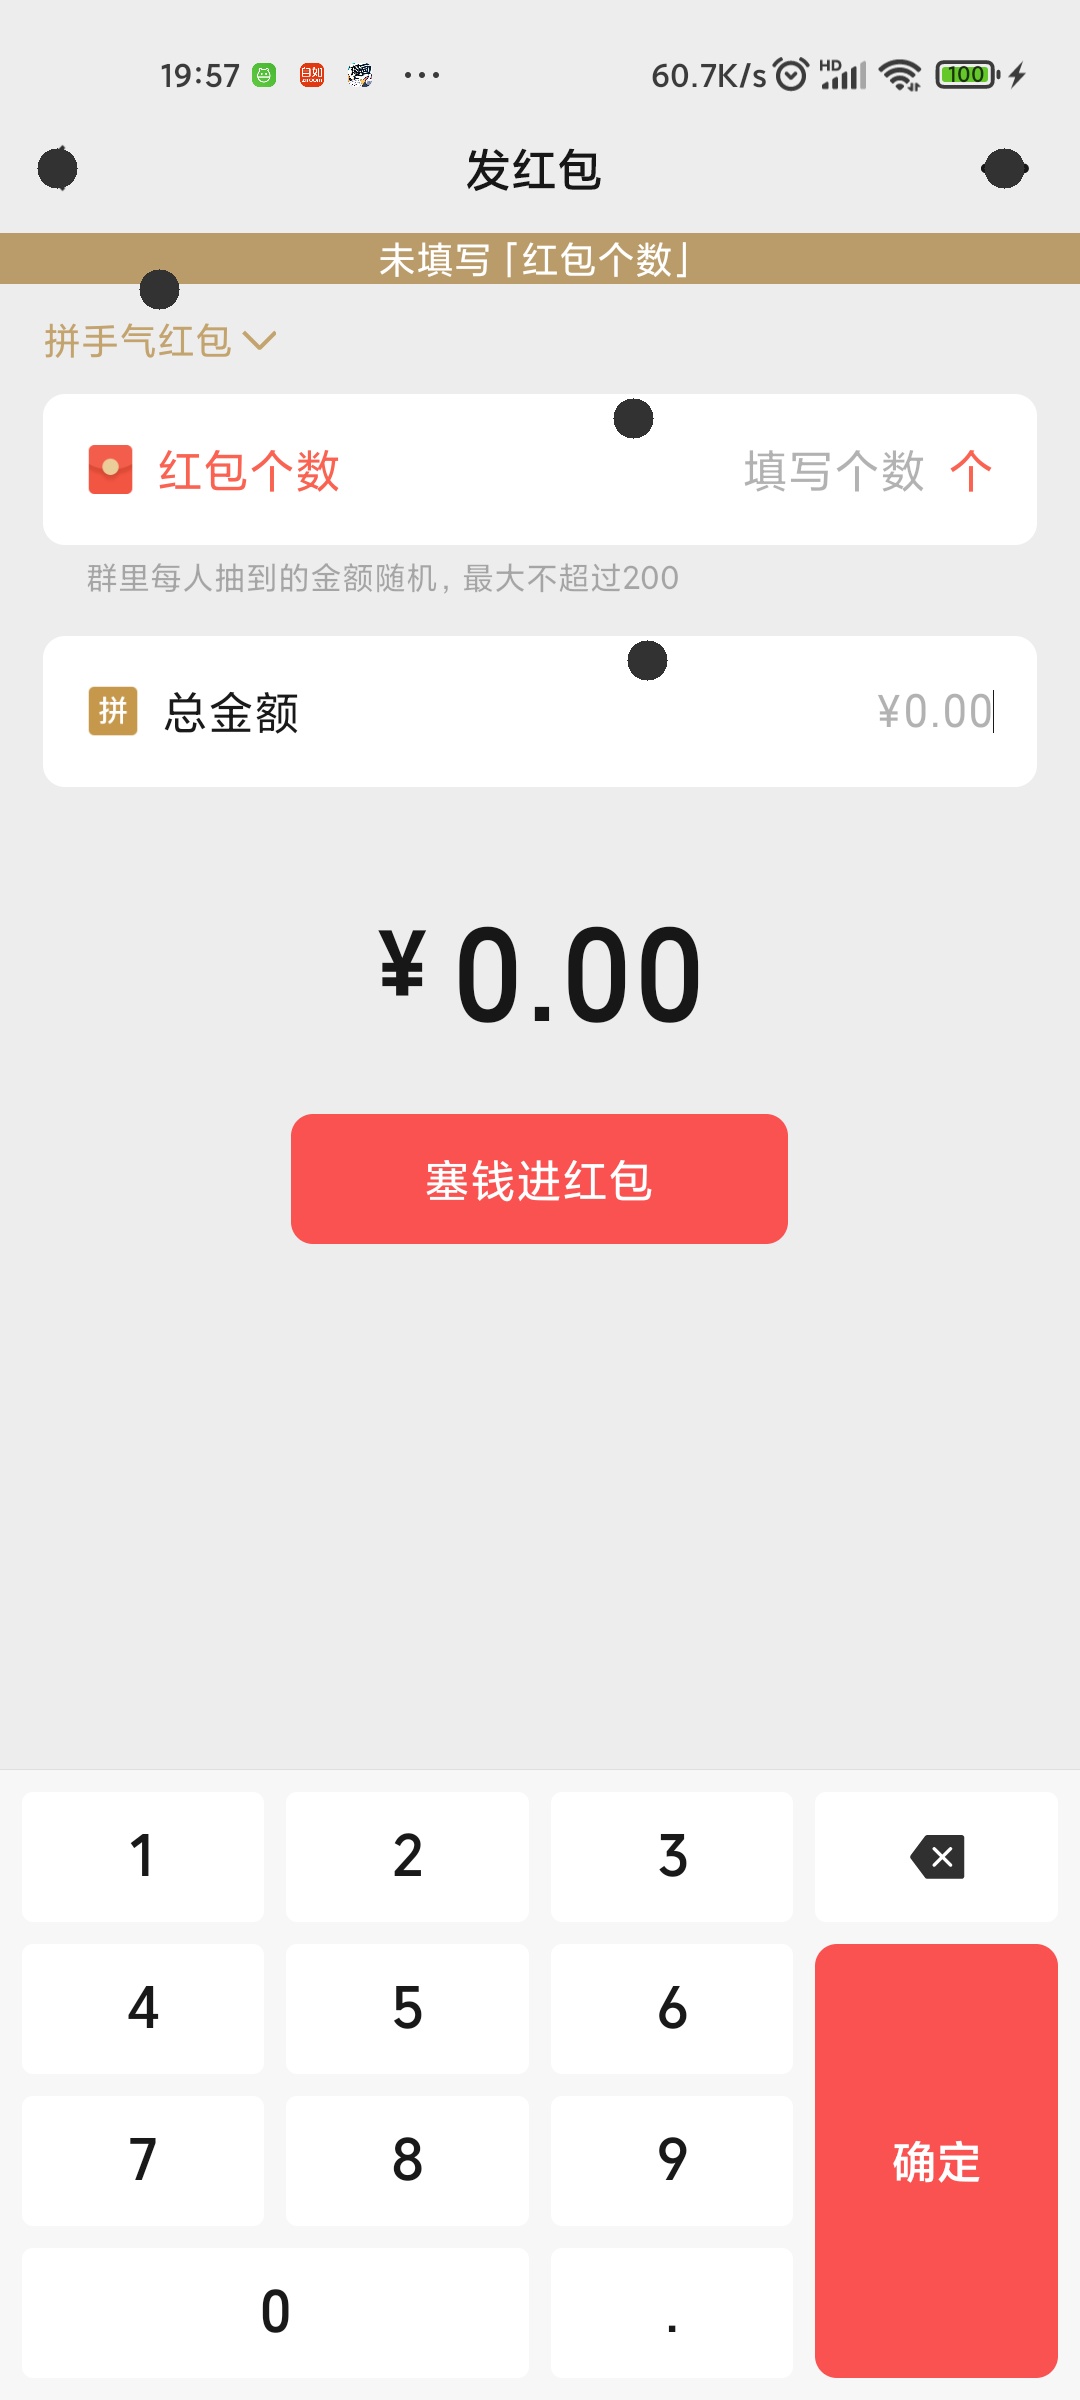 19:57 自如 60.7K/s HD 100
发红包
未填写「红包个数」
拼手气红包
红包个数 填写个数 个
群里每人抽到的金额随机, 最大不超过200
拼 总金额 ¥0.00
¥ 0.00
塞钱进红包
1 2 3
4 5 6
7 8 9 确定
0 .